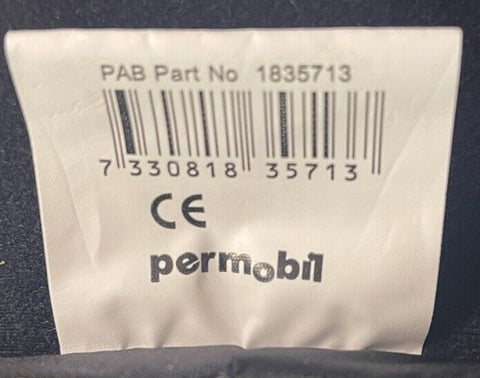 PAB Part No 1835713
7 330818 35713
CE
permobil